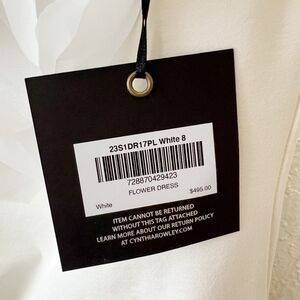 23S1DR17PL White 8
728870429423
FLOWER DRESS
White
$495.00
ITEM CANNOT BE RETURNED
WITHOUT THIS TAG ATTACHED
LEARN MORE ABOUT OUR RETURN POLICY
AT CYNTHIAROWLEY.COM